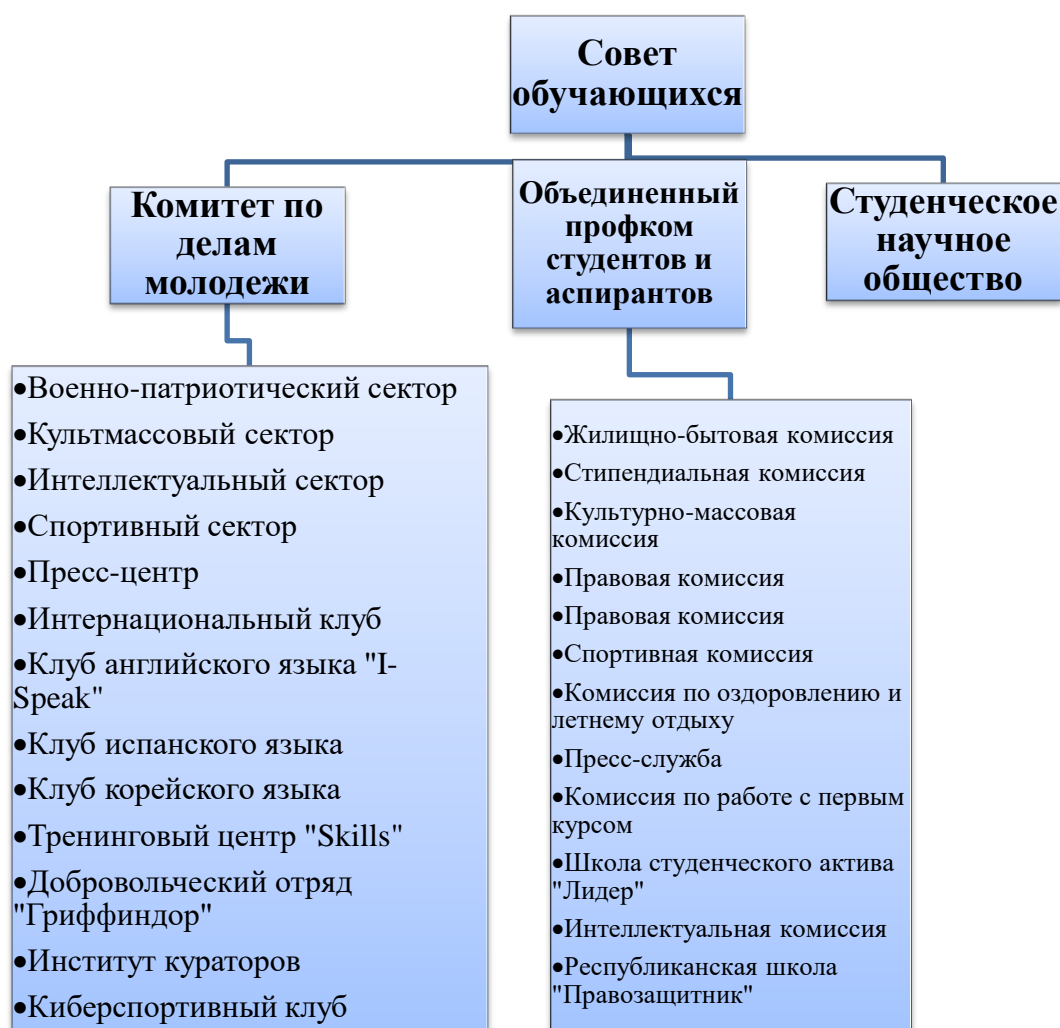 Совет
обучающихся
Комитет по
делам
молодежи
Объединенный
профком
студентов и
аспирантов
Студенческое
научное
общество
•Военно-патриотический сектор
•Культмассовый сектор
•Интеллектуальный сектор
•Спортивный сектор
•Пресс-центр
•Интернациональный клуб
•Клуб английского языка "I-
Speak"
•Клуб испанского языка
•Клуб корейского языка
•Тренинговый центр "Skills"
•Добровольческий отряд
"Гриффиндор"
•Институт кураторов
•Киберспортивный клуб
•Жилищно-бытовая комиссия
•Стипендиальная комиссия
•Культурно-массовая
комиссия
•Правовая комиссия
•Правовая комиссия
•Спортивная комиссия
•Комиссия по оздоровлению и
летнему отдыху
•Пресс-служба
•Комиссия по работе с первым
курсом
•Школа студенческого актива
"Лидер"
•Интеллектуальная комиссия
•Республиканская школа
"Правозащитник"